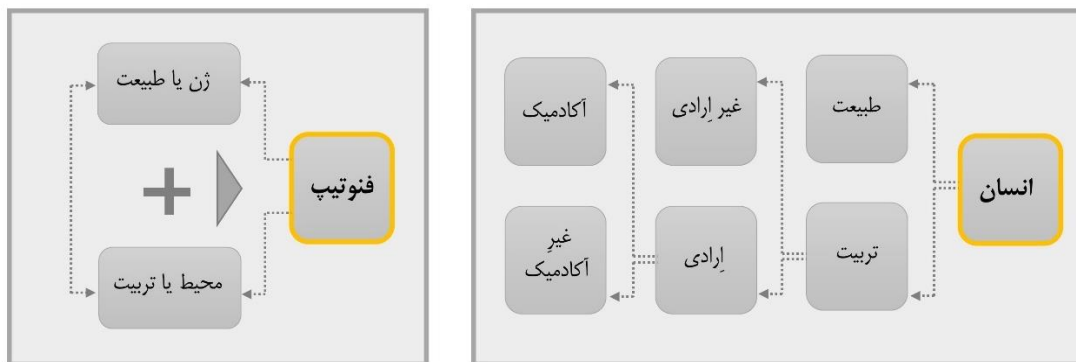 انسان
طبیعت
تربیت
غیر اِرادی
اِرادی
آکادمیک
غیرِ
آکادمیک
فنوتیپ
ژن یا طبیعت
+
محیط یا تربیت